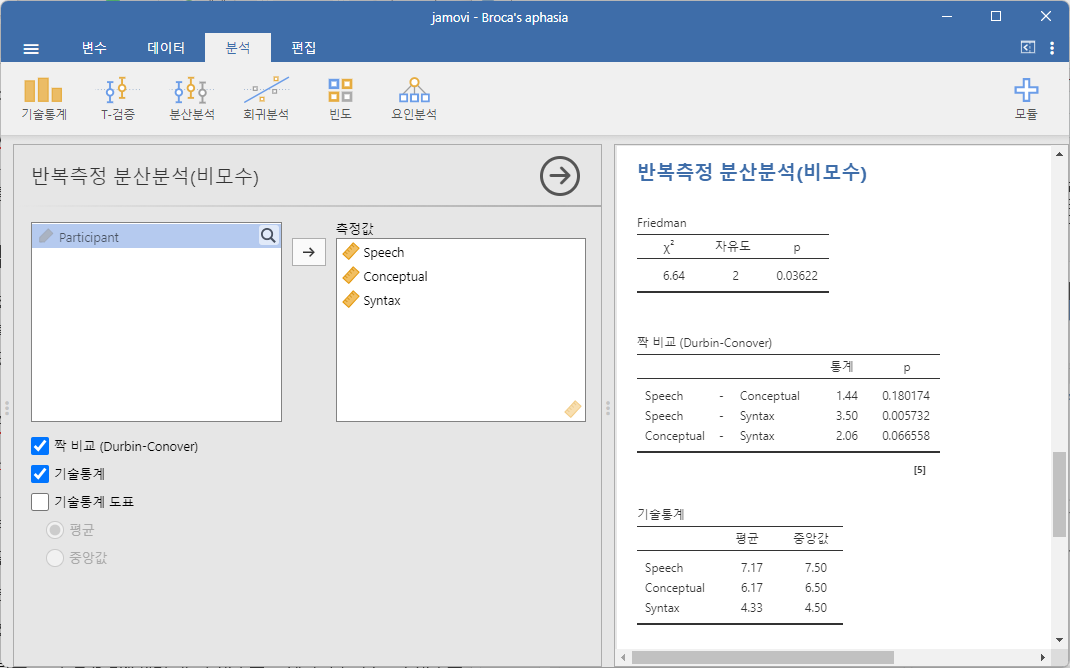 jamovi - Broca's aphasia
변수 데이터 분석 편집
기술통계 T-검증 분산분석 회귀분석 빈도 요인분석 모듈
반복측정 분산분석(비모수)
Participant
측정값
Speech
Conceptual
Syntax
짝 비교 (Durbin-Conover)
기술통계
기술통계 도표
평균
중앙값
반복측정 분산분석(비모수)
Friedman
χ² 자유도 p
6.64 2 0.03622
짝 비교 (Durbin-Conover)
통계 p
Speech - Conceptual 1.44 0.180174
Speech - Syntax 3.50 0.005732
Conceptual - Syntax 2.06 0.066558
[5]
기술통계
평균 중앙값
Speech 7.17 7.50
Conceptual 6.17 6.50
Syntax 4.33 4.50